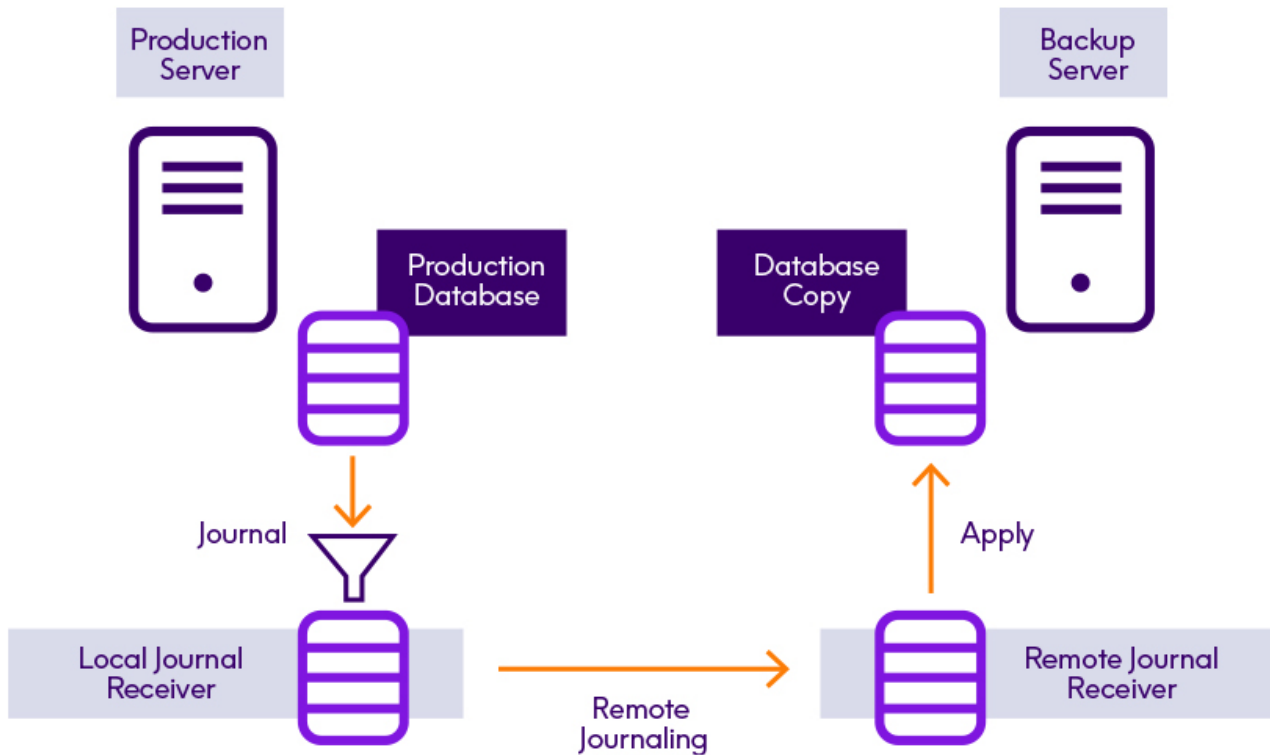 Production
Server
Backup
Server
Production
Database
Database
Copy
Journal
Apply
Local Journal
Receiver
Remote
Journaling
Remote Journal
Receiver